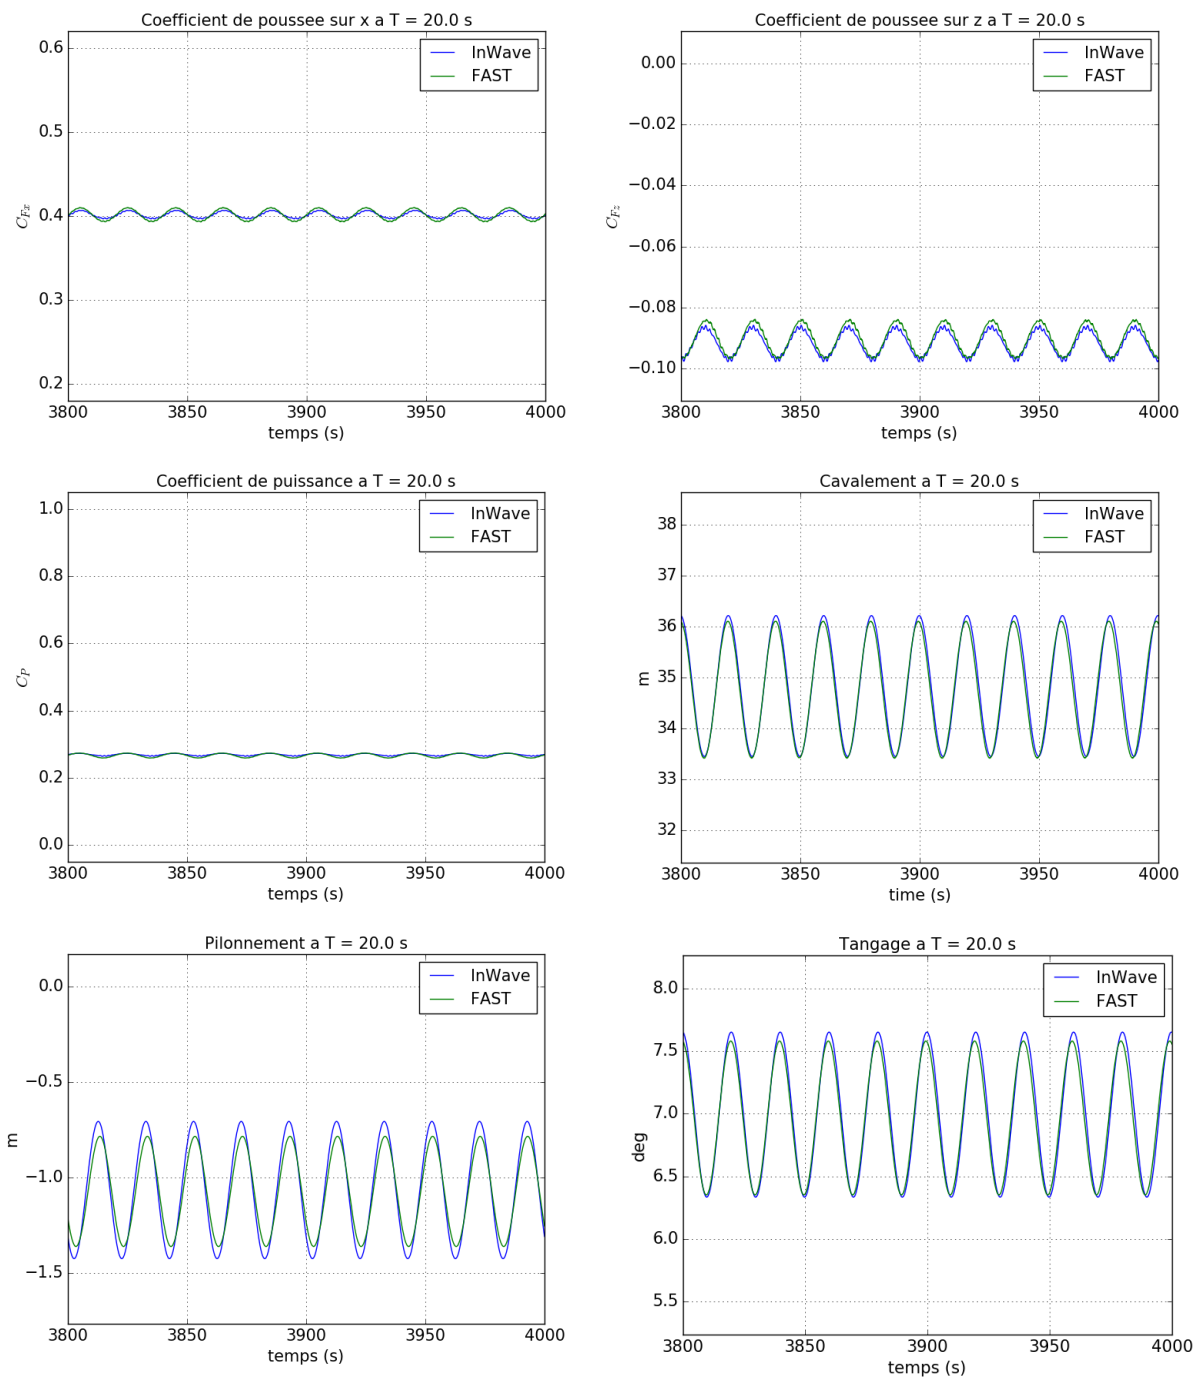 Coefficient de poussee sur x a T = 20.0 s
InWave
FAST
0.6
0.5
0.4
0.3
0.2
C_{Fx}
3800 3850 3900 3950 4000
temps (s)
Coefficient de poussee sur z a T = 20.0 s
InWave
FAST
0.00
−0.02
−0.04
−0.06
−0.08
−0.10
C_{Fz}
3800 3850 3900 3950 4000
temps (s)
Coefficient de puissance a T = 20.0 s
InWave
FAST
1.0
0.8
0.6
0.4
0.2
0.0
C_P
3800 3850 3900 3950 4000
temps (s)
Cavalement a T = 20.0 s
InWave
FAST
38
37
36
35
34
33
32
m
3800 3850 3900 3950 4000
time (s)
Pilonnement a T = 20.0 s
InWave
FAST
0.0
−0.5
−1.0
−1.5
m
3800 3850 3900 3950 4000
temps (s)
Tangage a T = 20.0 s
InWave
FAST
8.0
7.5
7.0
6.5
6.0
5.5
deg
3800 3850 3900 3950 4000
temps (s)